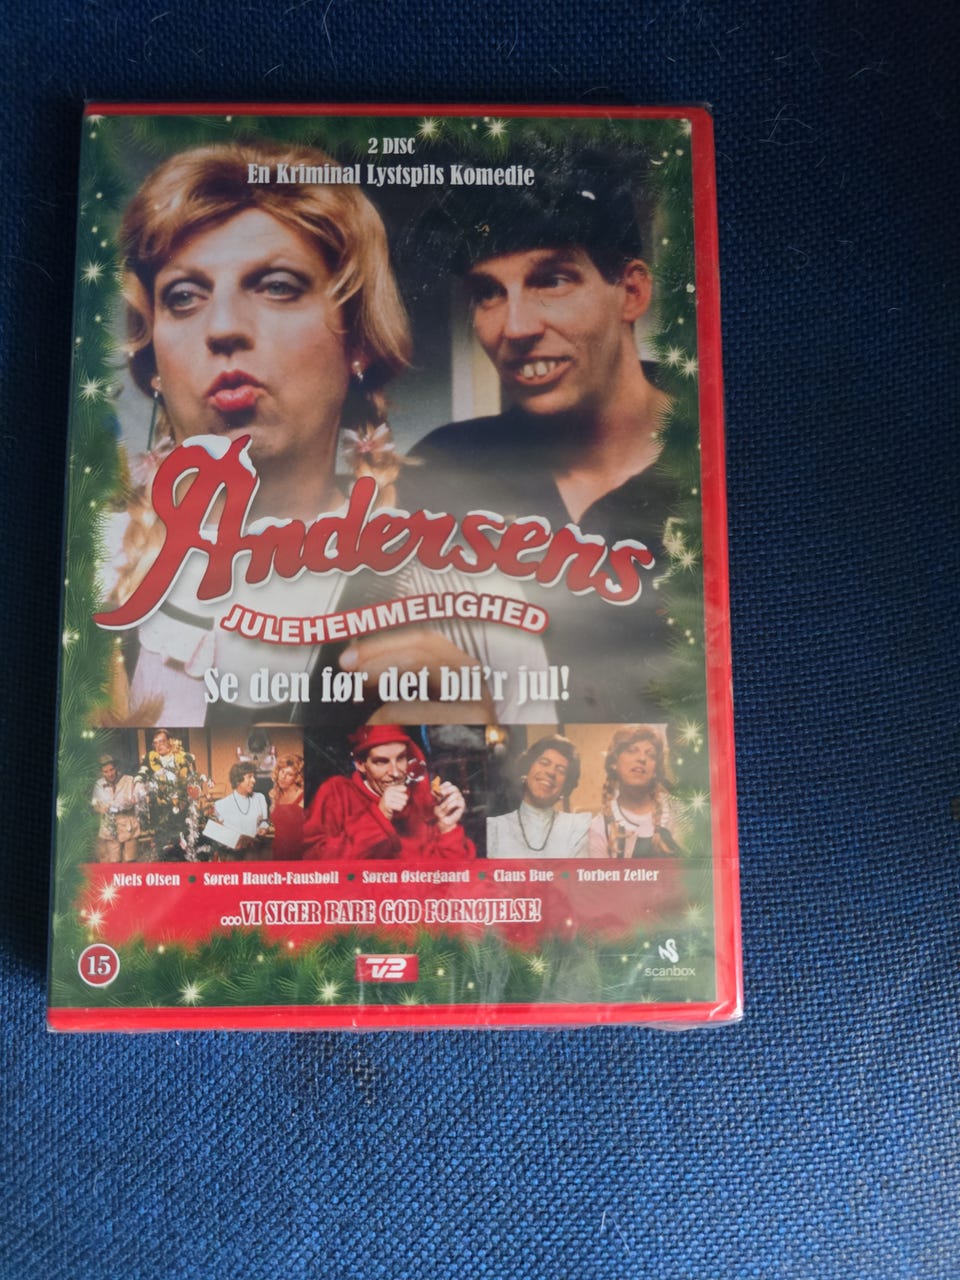 2 DISC
En Kriminal Lystspils Komedie
Andersens
JULEHEMMELIGHED
Se den før det bli'r jul!
Niels Olsen • Søren Hauch-Fausbøll • Søren Østergaard • Claus Bue • Torben Zeller
...VI SIGER BARE GOD FORNØJELSE!
15
TV2
scanbox